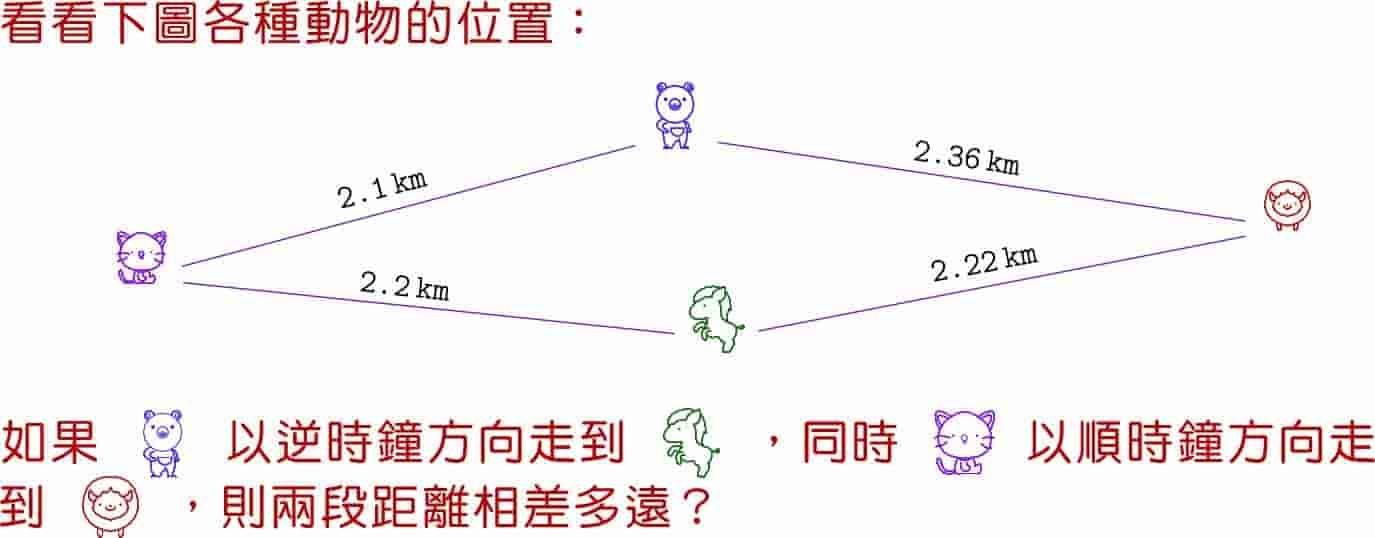 看看下圖各種動物的位置：
2.1 km
2.36 km
2.2 km
2.22 km
如果 以逆時鐘方向走到 ，同時 以順時鐘方向走
到 ，則兩段距離相差多遠？